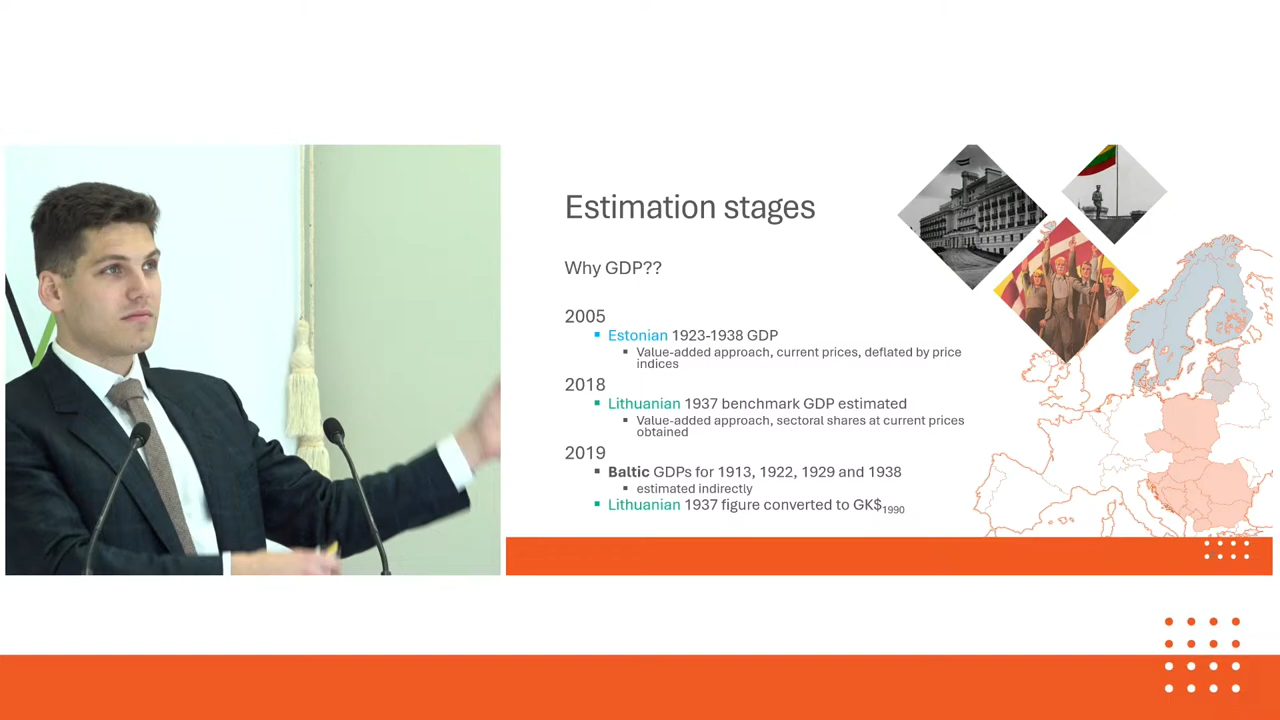 Estimation stages
Why GDP??
2005
Estonian 1923-1938 GDP
Value-added approach, current prices, deflated by price
indices
2018
Lithuanian 1937 benchmark GDP estimated
Value-added approach, sectoral shares at current prices
obtained
2019
Baltic GDPs for 1913, 1922, 1929 and 1938
estimated indirectly
Lithuanian 1937 figure converted to GK$1990